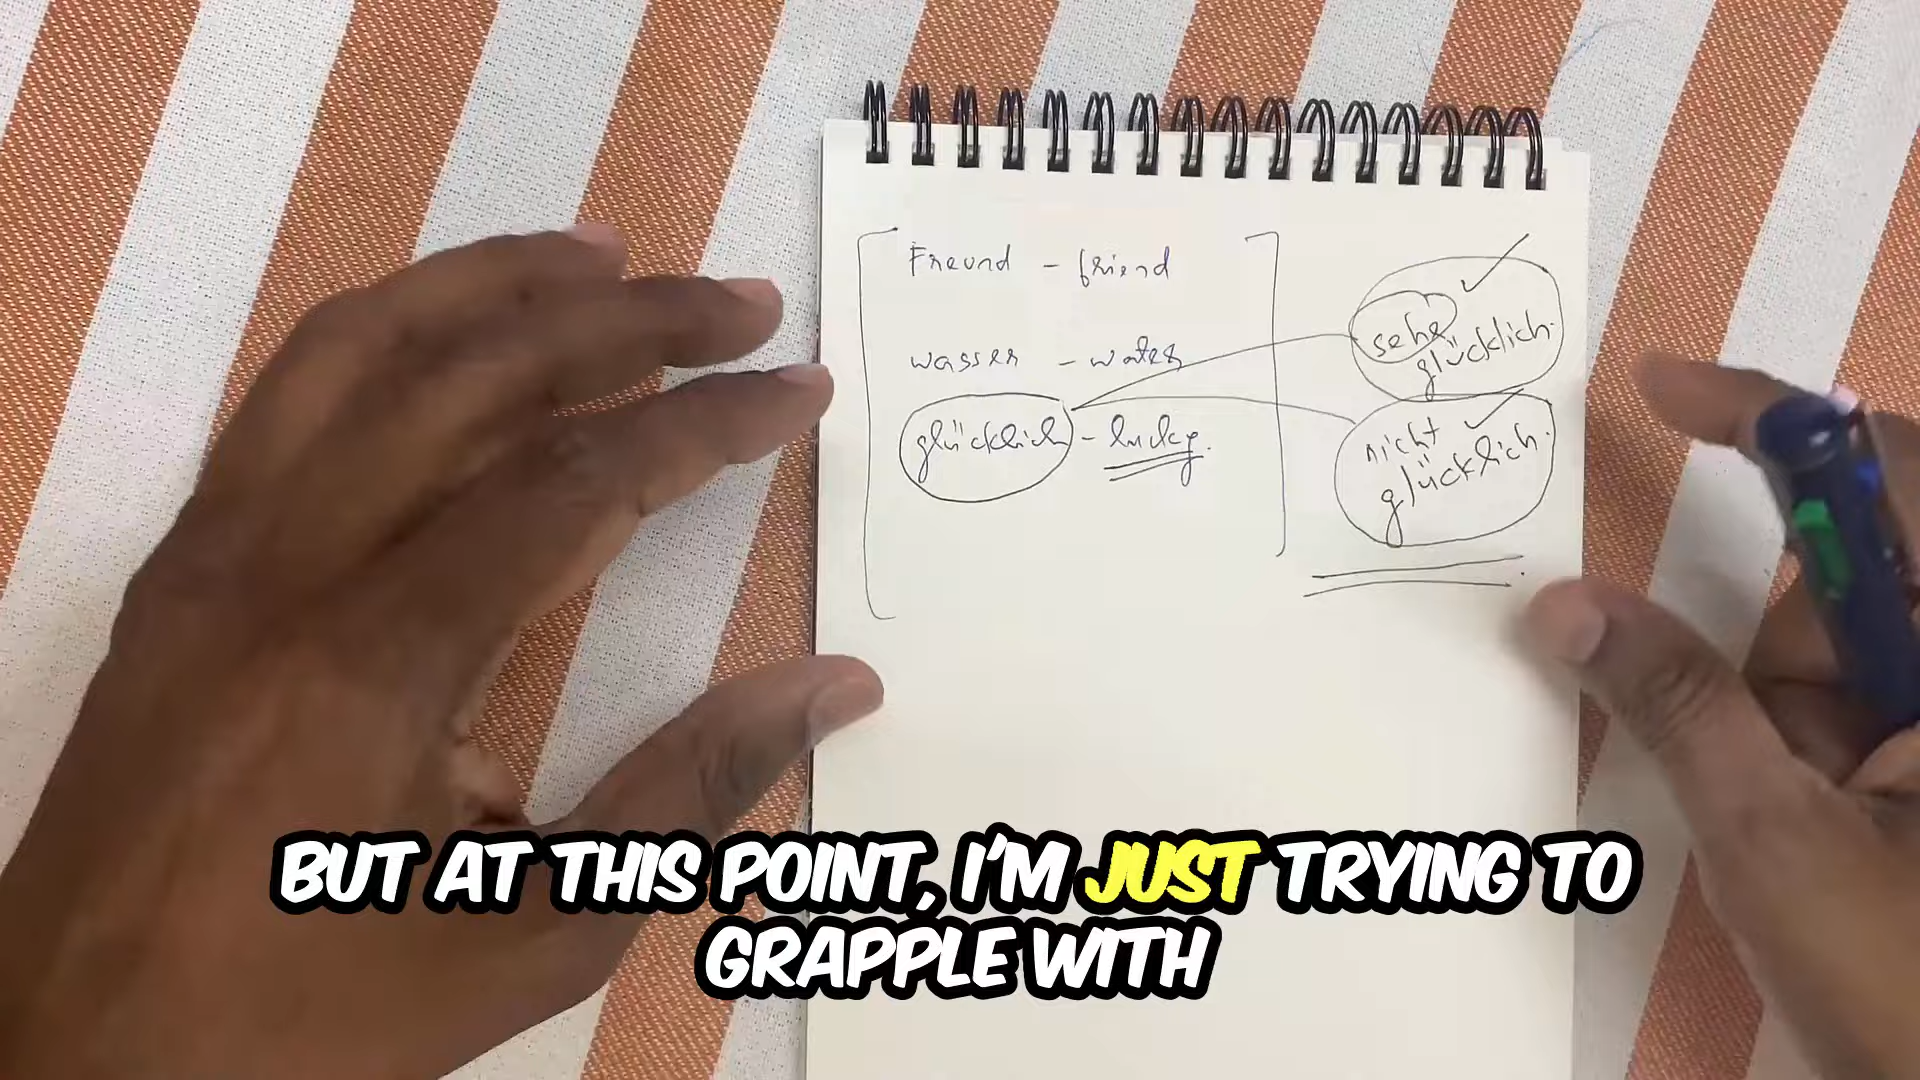 Freund - friend
wasser - water
glücklich - lucky.
sehr
glücklich.
nicht
glücklich.
BUT AT THIS POINT, I'M JUST TRYING TO
GRAPPLE WITH